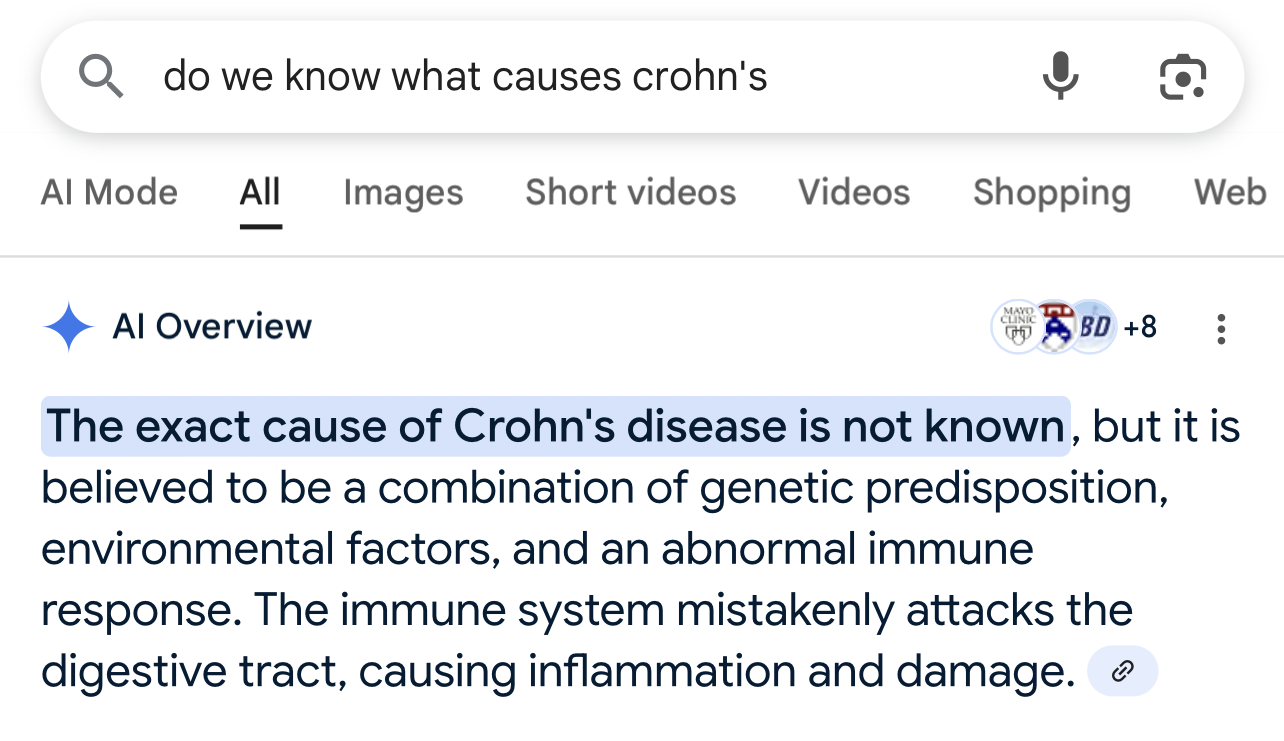 do we know what causes crohn's
AI Mode All Images Short videos Videos Shopping Web
AI Overview MAYO CLINIC BD +8
The exact cause of Crohn's disease is not known, but it is
believed to be a combination of genetic predisposition,
environmental factors, and an abnormal immune
response. The immune system mistakenly attacks the
digestive tract, causing inflammation and damage.